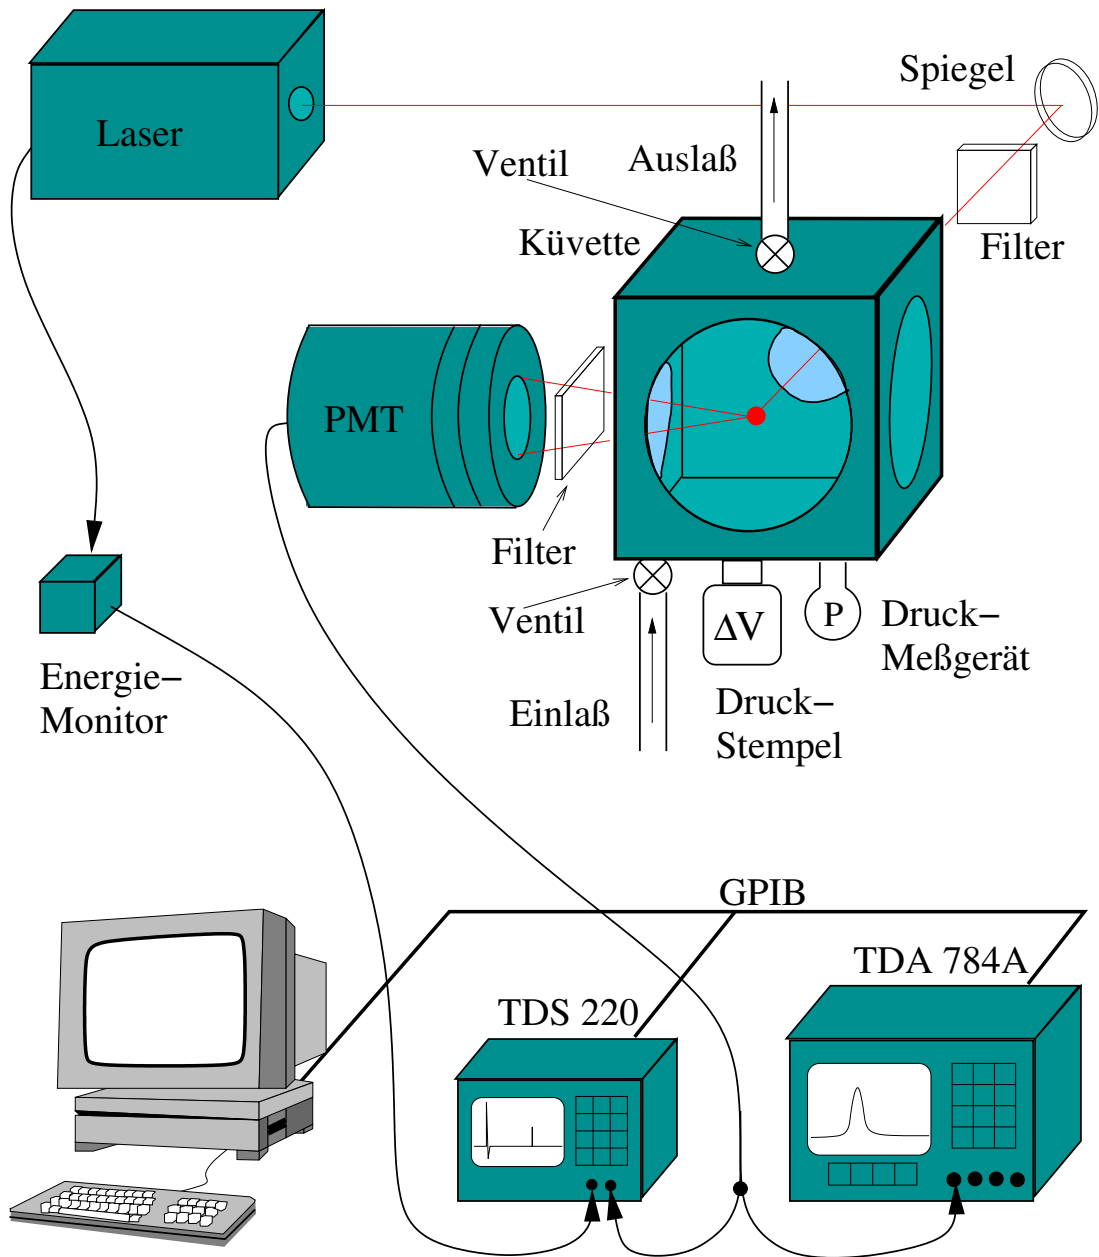 Spiegel
Laser
Ventil
Auslaß
Küvette
Filter
PMT
Filter
Ventil
ΔV
P
Druck–
Meßgerät
Energie–
Monitor
Einlaß
Druck–
Stempel
GPIB
TDA 784A
TDS 220